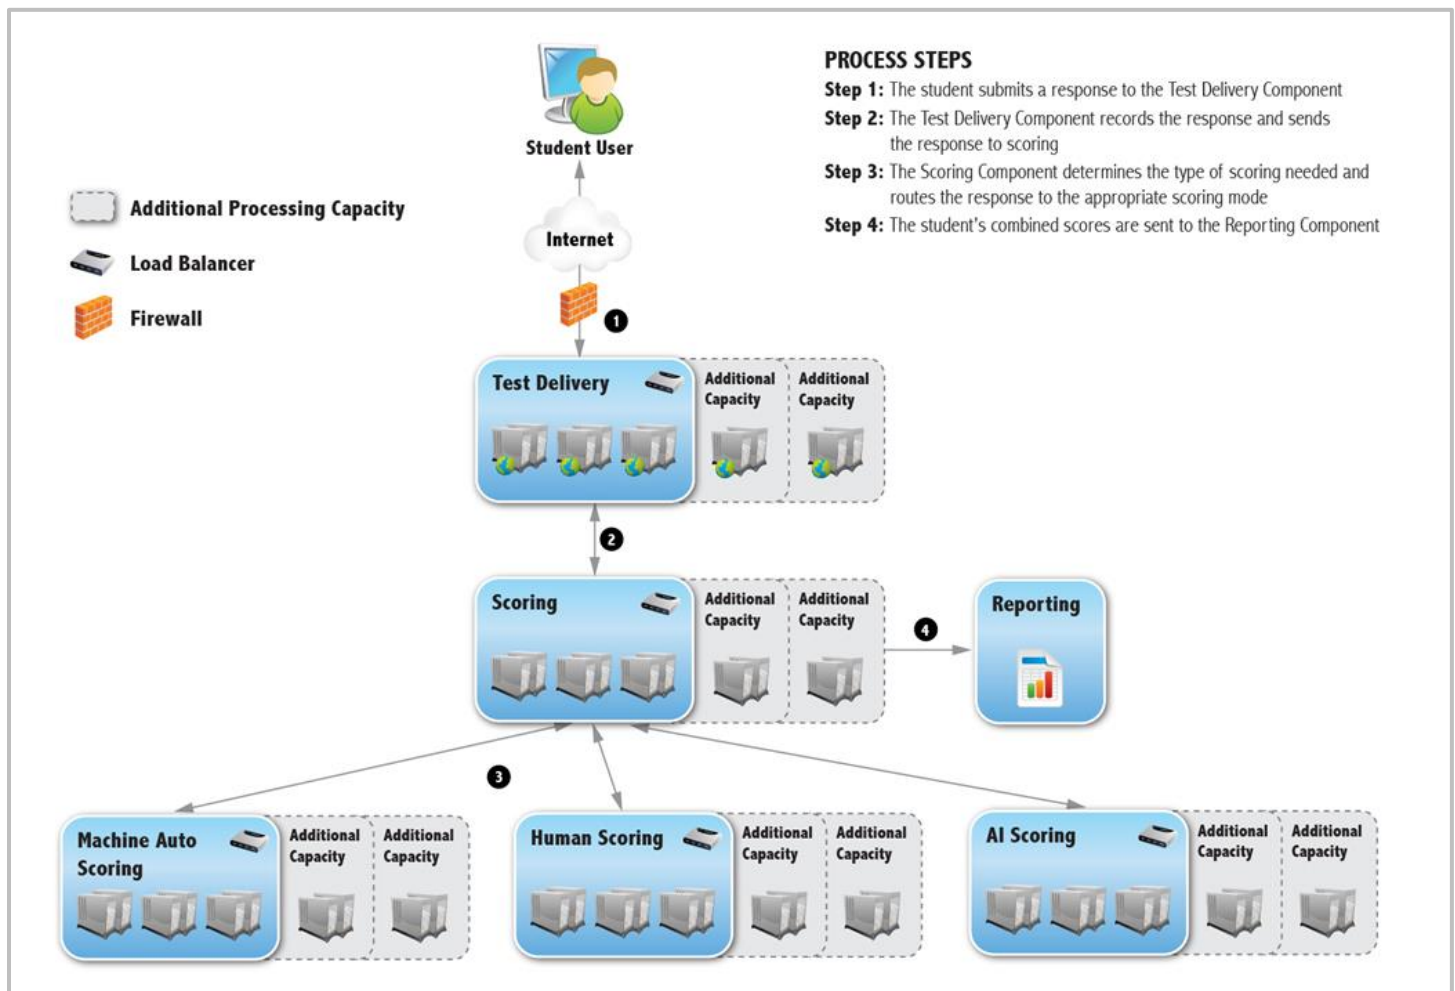 PROCESS STEPS
Step 1: The student submits a response to the Test Delivery Component
Step 2: The Test Delivery Component records the response and sends
the response to scoring
Step 3: The Scoring Component determines the type of scoring needed and
routes the response to the appropriate scoring mode
Step 4: The student's combined scores are sent to the Reporting Component
Student User
Additional Processing Capacity
Load Balancer
Firewall
Internet
1
Test Delivery
Additional
Capacity
Additional
Capacity
2
Scoring
Additional
Capacity
Additional
Capacity
4
Reporting
3
Machine Auto
Scoring
Additional
Capacity
Additional
Capacity
Human Scoring
Additional
Capacity
Additional
Capacity
AI Scoring
Additional
Capacity
Additional
Capacity